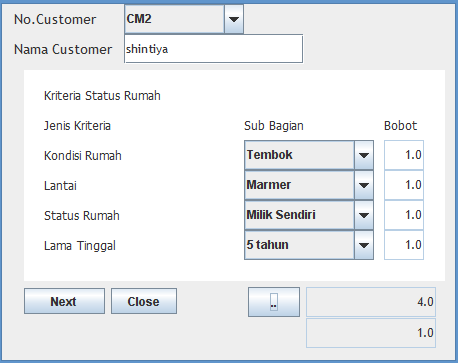 No.Customer CM2
Nama Customer shintiya
Kriteria Status Rumah
Jenis Kriteria Sub Bagian Bobot
Kondisi Rumah Tembok 1.0
Lantai Marmer 1.0
Status Rumah Milik Sendiri 1.0
Lama Tinggal 5 tahun 1.0
Next Close .. 4.0
1.0